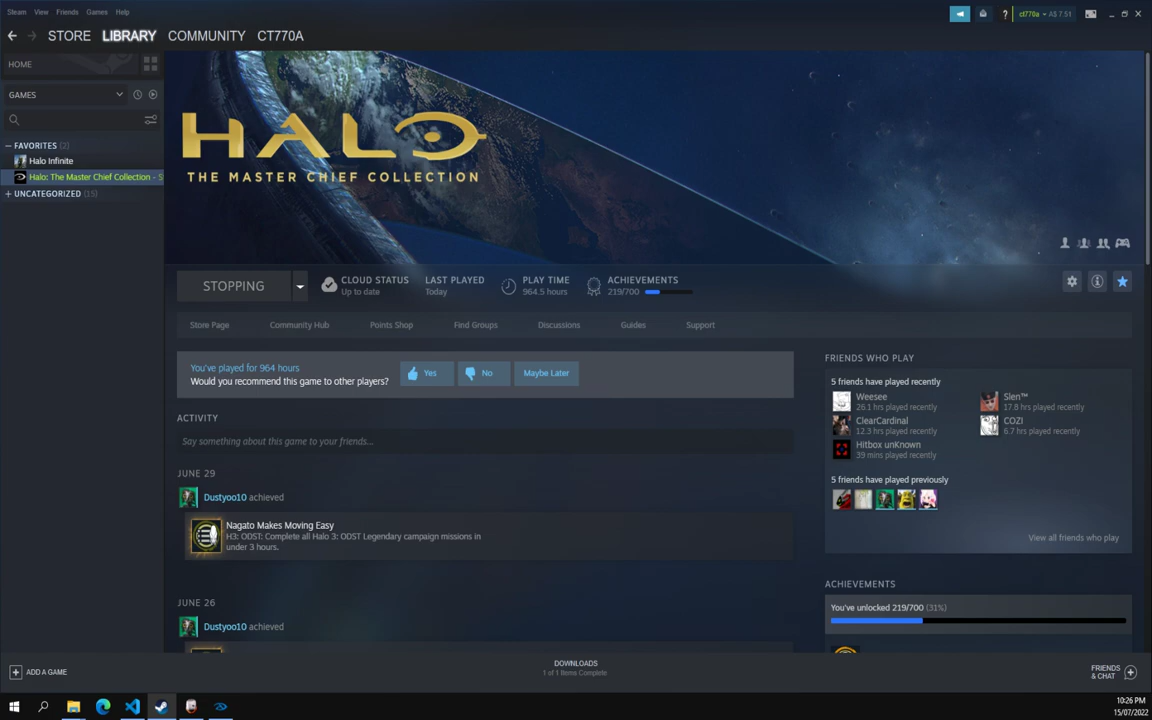 Steam View Friends Games Help
ct770a A$ 7.51
STORE LIBRARY COMMUNITY CT770A
HOME
GAMES
FAVORITES (2)
Halo Infinite
Halo: The Master Chief Collection - S
UNCATEGORIZED (15)
HALO
THE MASTER CHIEF COLLECTION
STOPPING
CLOUD STATUS
Up to date
LAST PLAYED
Today
PLAY TIME
964.5 hours
ACHIEVEMENTS
219/700
Store Page Community Hub Points Shop Find Groups Discussions Guides Support
You've played for 964 hours
Would you recommend this game to other players?
Yes No Maybe Later
ACTIVITY
Say something about this game to your friends...
JUNE 29
Dustyoo10 achieved
Nagato Makes Moving Easy
H3: ODST: Complete all Halo 3: ODST Legendary campaign missions in
under 3 hours.
JUNE 26
Dustyoo10 achieved
FRIENDS WHO PLAY
5 friends have played recently
Weesee
26.1 hrs played recently
Slen™
17.8 hrs played recently
ClearCardinal
12.3 hrs played recently
COZI
6.7 hrs played recently
Hitbox unKnown
39 mins played recently
5 friends have played previously
View all friends who play
ACHIEVEMENTS
You've unlocked 219/700 (31%)
ADD A GAME
DOWNLOADS
1 of 1 Items Complete
FRIENDS
& CHAT
10:26 PM
15/07/2022